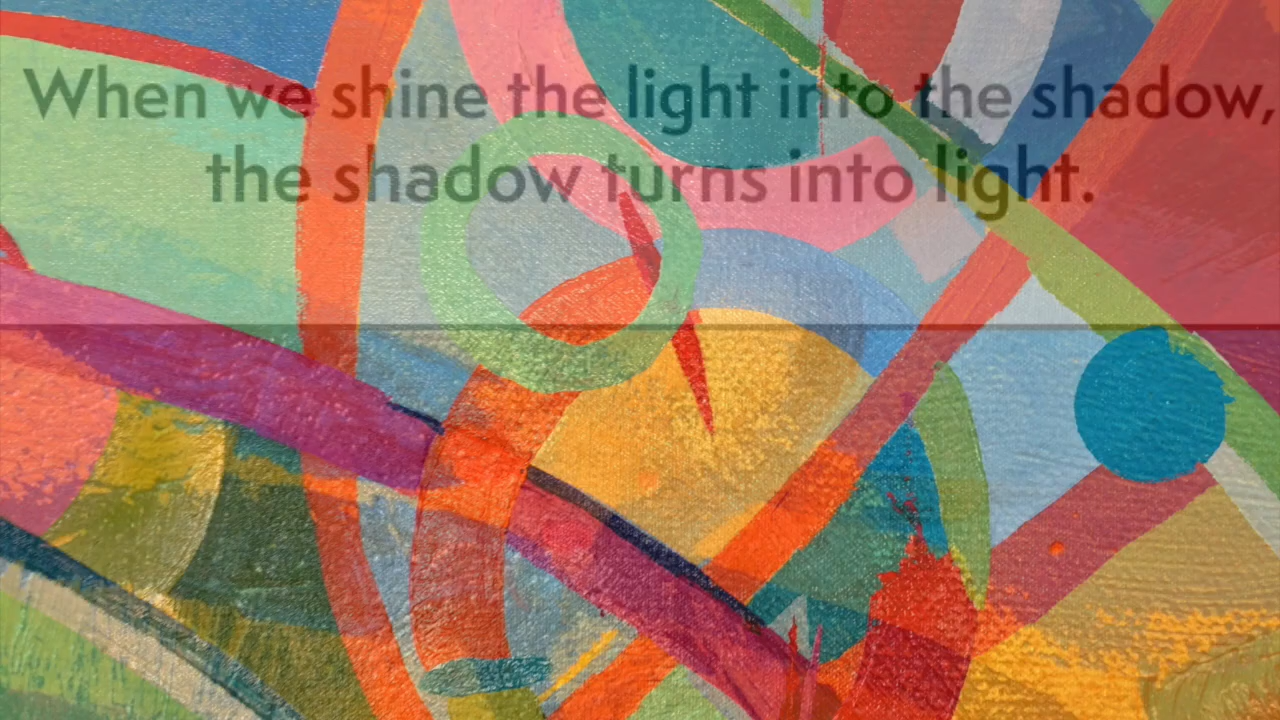 When we shine the light into the shadow,
the shadow turns into light.